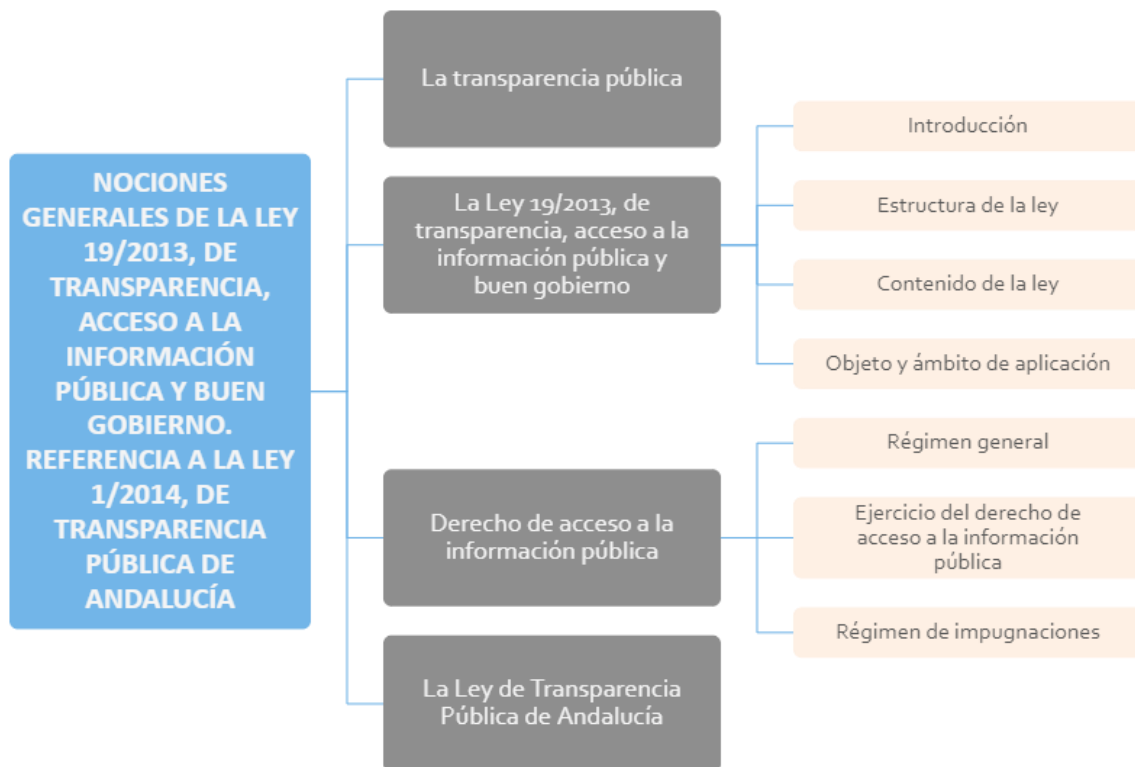 NOCIONES
GENERALES DE LA LEY
19/2013, DE
TRANSPARENCIA,
ACCESO A LA
INFORMACIÓN
PÚBLICA Y BUEN
GOBIERNO.
REFERENCIA A LA LEY
1/2014, DE
TRANSPARENCIA
PÚBLICA DE
ANDALUCÍA
La transparencia pública
La Ley 19/2013, de
transparencia, acceso a la
información pública y
buen gobierno
Introducción
Estructura de la ley
Contenido de la ley
Objeto y ámbito de aplicación
Derecho de acceso a la
información pública
Régimen general
Ejercicio del derecho de
acceso a la información
pública
Régimen de impugnaciones
La Ley de Transparencia
Pública de Andalucía